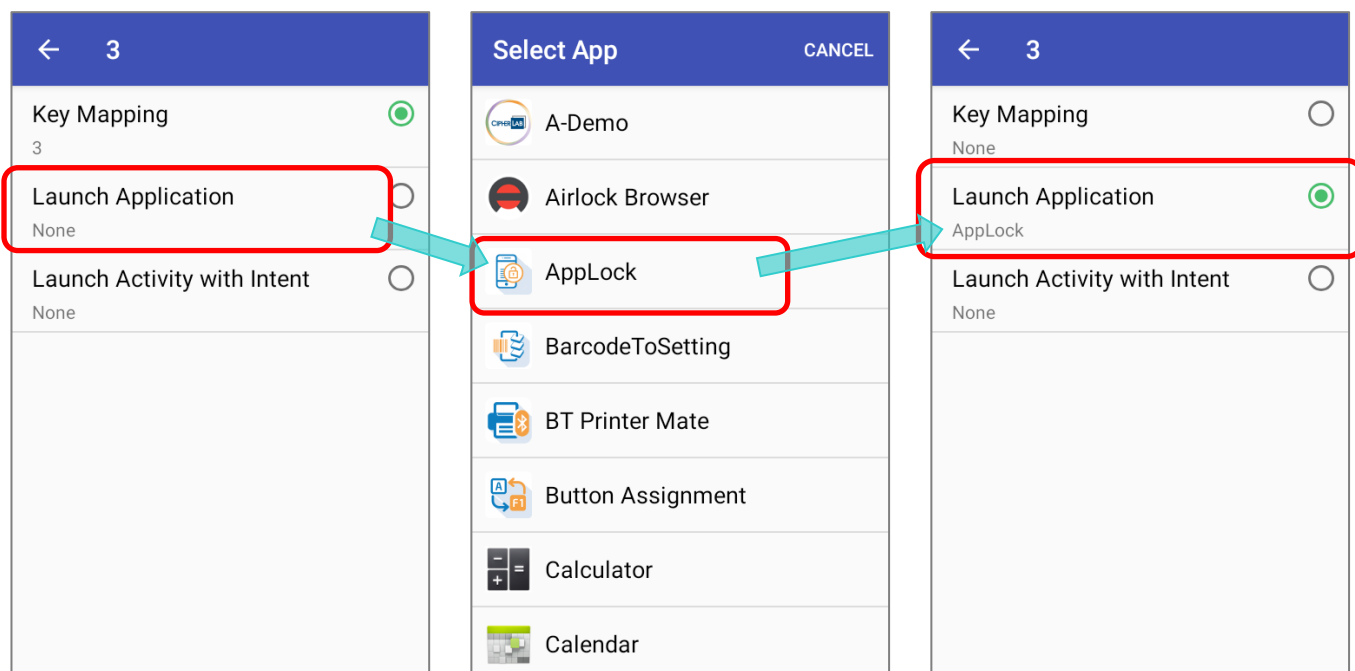 3
Key Mapping
3
Launch Application
None
Launch Activity with Intent
None
Select App
CANCEL
CIPHERLAB
A-Demo
Airlock Browser
AppLock
BarcodeToSetting
BT Printer Mate
A
F1
Button Assignment
Calculator
Calendar
3
Key Mapping
None
Launch Application
AppLock
Launch Activity with Intent
None